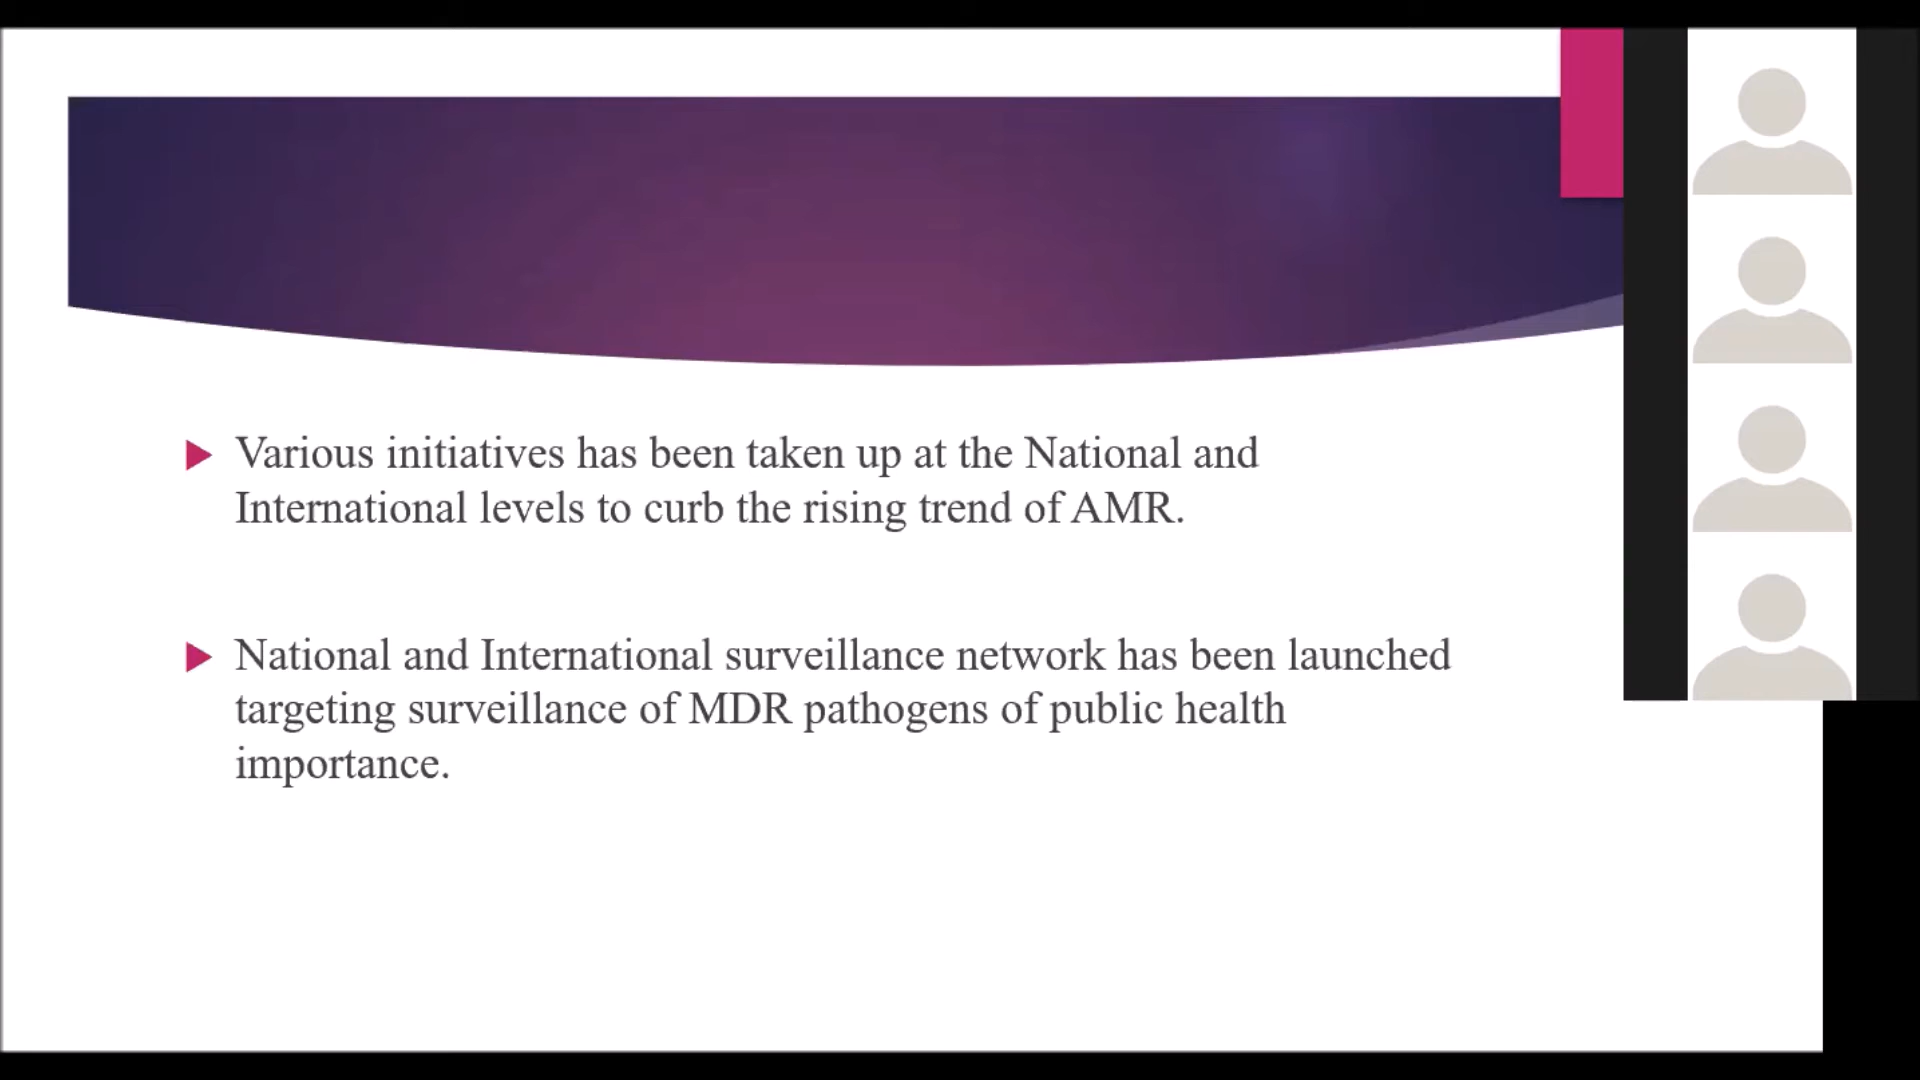 Various initiatives has been taken up at the National and
International levels to curb the rising trend of AMR.
National and International surveillance network has been launched
targeting surveillance of MDR pathogens of public health
importance.